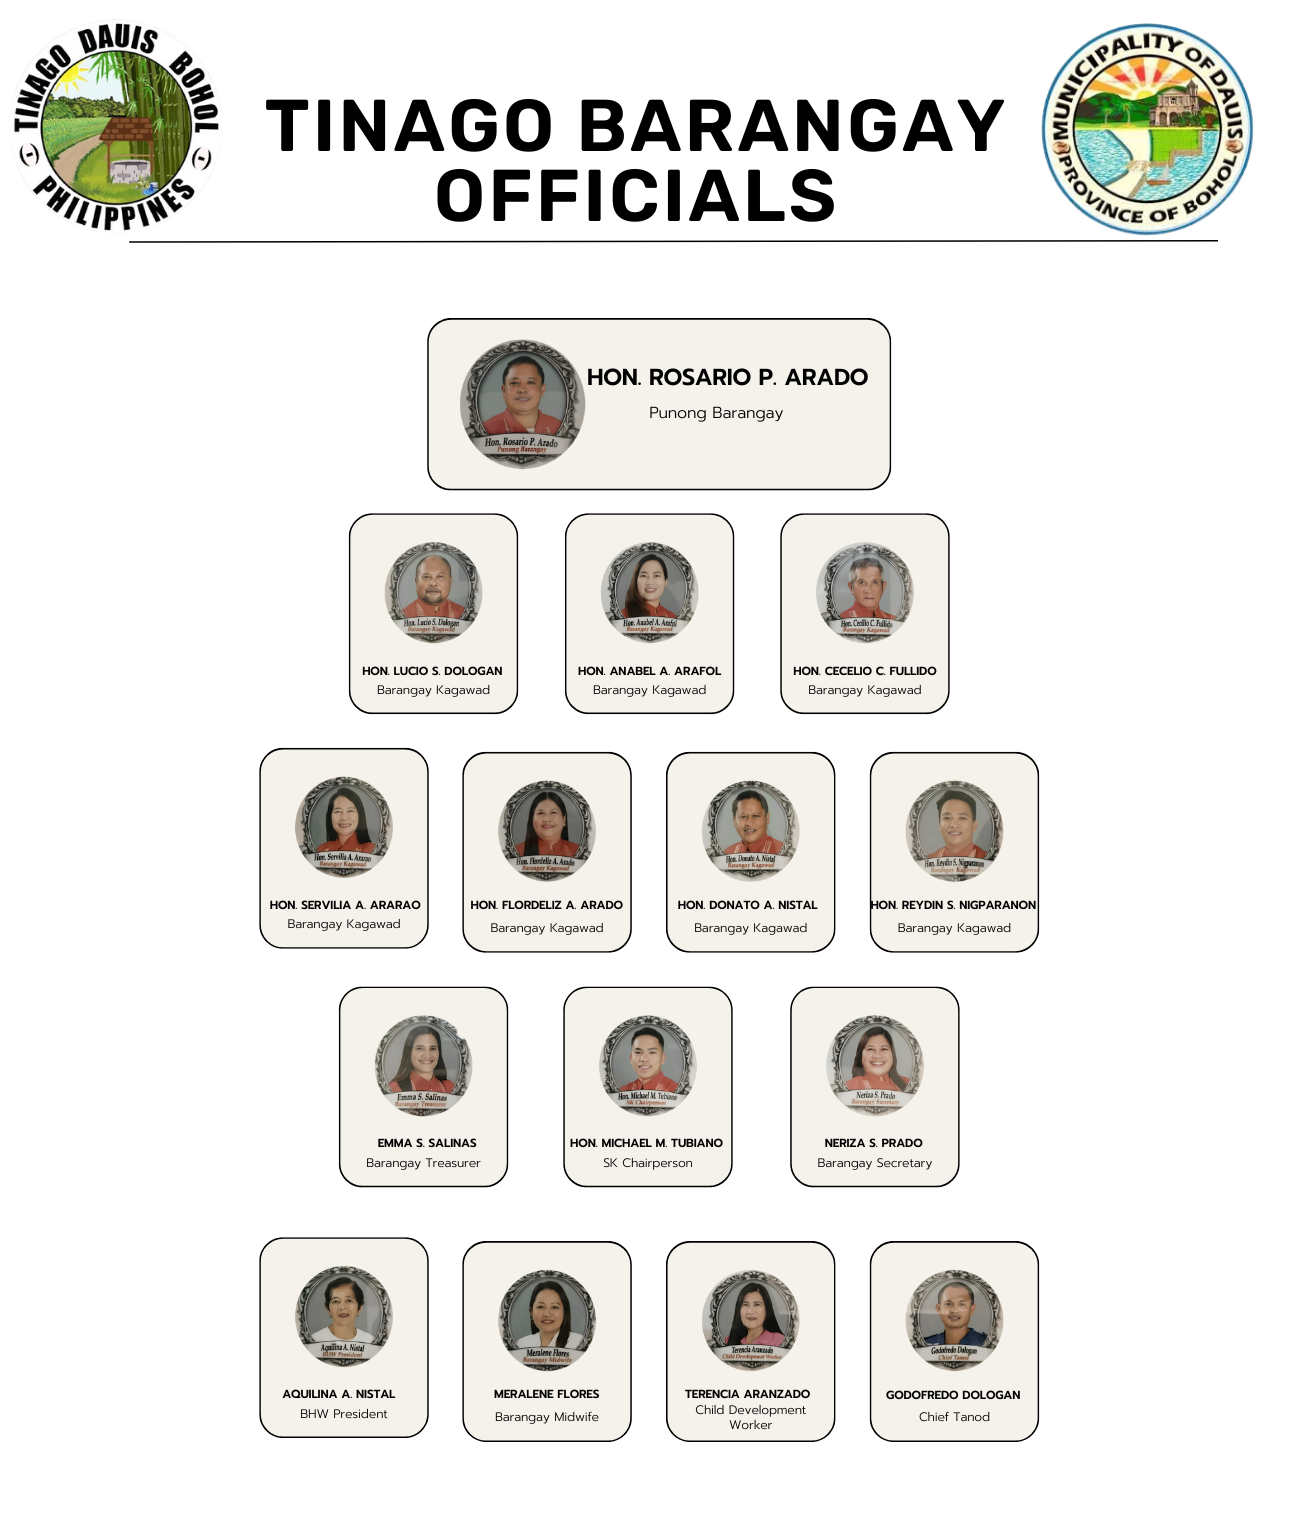 TINAGO DAUIS BOHOL
PHILIPPINES
TINAGO BARANGAY
OFFICIALS
MUNICIPALITY OF DAUIS
PROVINCE OF BOHOL
Hon. Rosario P. Arado
Punong Barangay
HON. ROSARIO P. ARADO
Punong Barangay
Hon. Lucio S. Dologan
Barangay Kagawad
HON. LUCIO S. DOLOGAN
Barangay Kagawad
Hon. Anabel A. Arafol
Barangay Kagawad
HON. ANABEL A. ARAFOL
Barangay Kagawad
Hon. Cecilio C. Fullido
Barangay Kagawad
HON. CECELIO C. FULLIDO
Barangay Kagawad
Hon. Servilia A. Ararao
Barangay Kagawad
HON. SERVILIA A. ARARAO
Barangay Kagawad
Hon. Flordeliz A. Arado
Barangay Kagawad
HON. FLORDELIZ A. ARADO
Barangay Kagawad
Hon. Donato A. Nistal
Barangay Kagawad
HON. DONATO A. NISTAL
Barangay Kagawad
Hon. Reydin S. Nigparanon
Barangay Kagawad
HON. REYDIN S. NIGPARANON
Barangay Kagawad
Emma S. Salinas
Barangay Treasurer
EMMA S. SALINAS
Barangay Treasurer
Hon. Michael M. Tubiano
SK Chairperson
HON. MICHAEL M. TUBIANO
SK Chairperson
Neriza S. Prado
Barangay Secretary
NERIZA S. PRADO
Barangay Secretary
Aquilina A. Nistal
BHW President
AQUILINA A. NISTAL
BHW President
Meralene Flores
Barangay Midwife
MERALENE FLORES
Barangay Midwife
Terencia Aranzado
Child Development Worker
TERENCIA ARANZADO
Child Development
Worker
Godofredo Dologan
Chief Tanod
GODOFREDO DOLOGAN
Chief Tanod